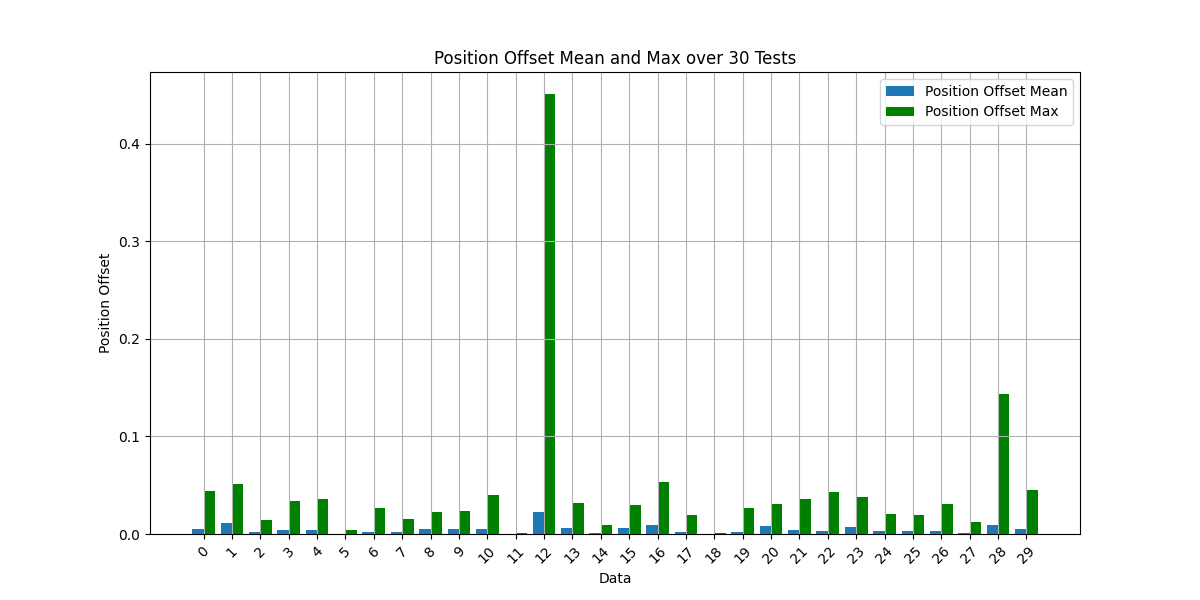 Position Offset Mean and Max over 30 Tests
Position Offset Mean
Position Offset Max
Position Offset
0.4
0.3
0.2
0.1
0.0
0 1 2 3 4 5 6 7 8 9 10 11 12 13 14 15 16 17 18 19 20 21 22 23 24 25 26 27 28 29
Data